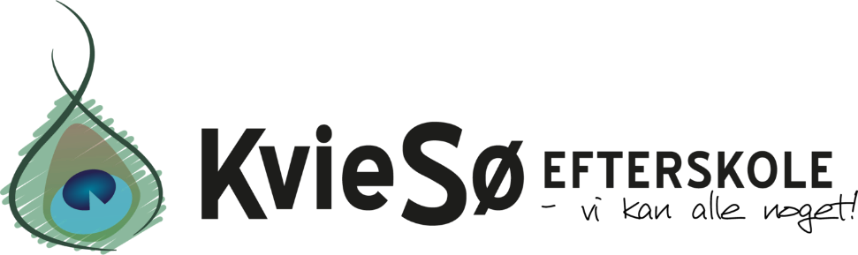 KvieSø EFTERSKOLE
- vi kan alle noget!